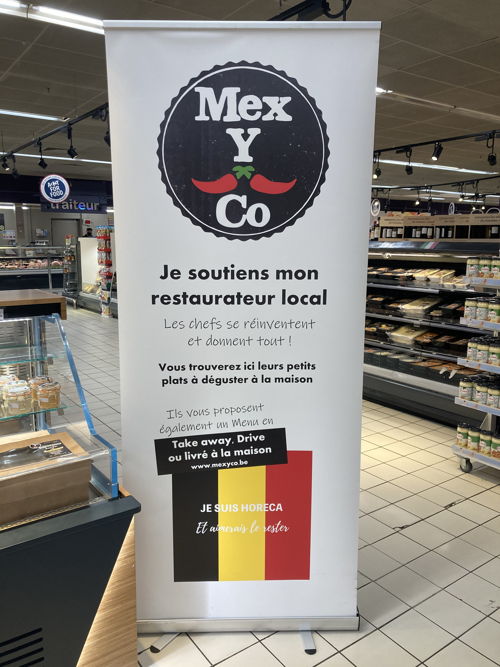 Mex
Y
Co
Je soutiens mon
restaurateur local
Les chefs se réinventent
et donnent tout !
Vous trouverez ici leurs petits
plats à déguster à la maison
Ils vous proposent
également un Menu en
Take away, Drive
ou livré à la maison
www.mexyco.be
JE SUIS HORECA
Et aimerais le rester
FOOD
traiteur